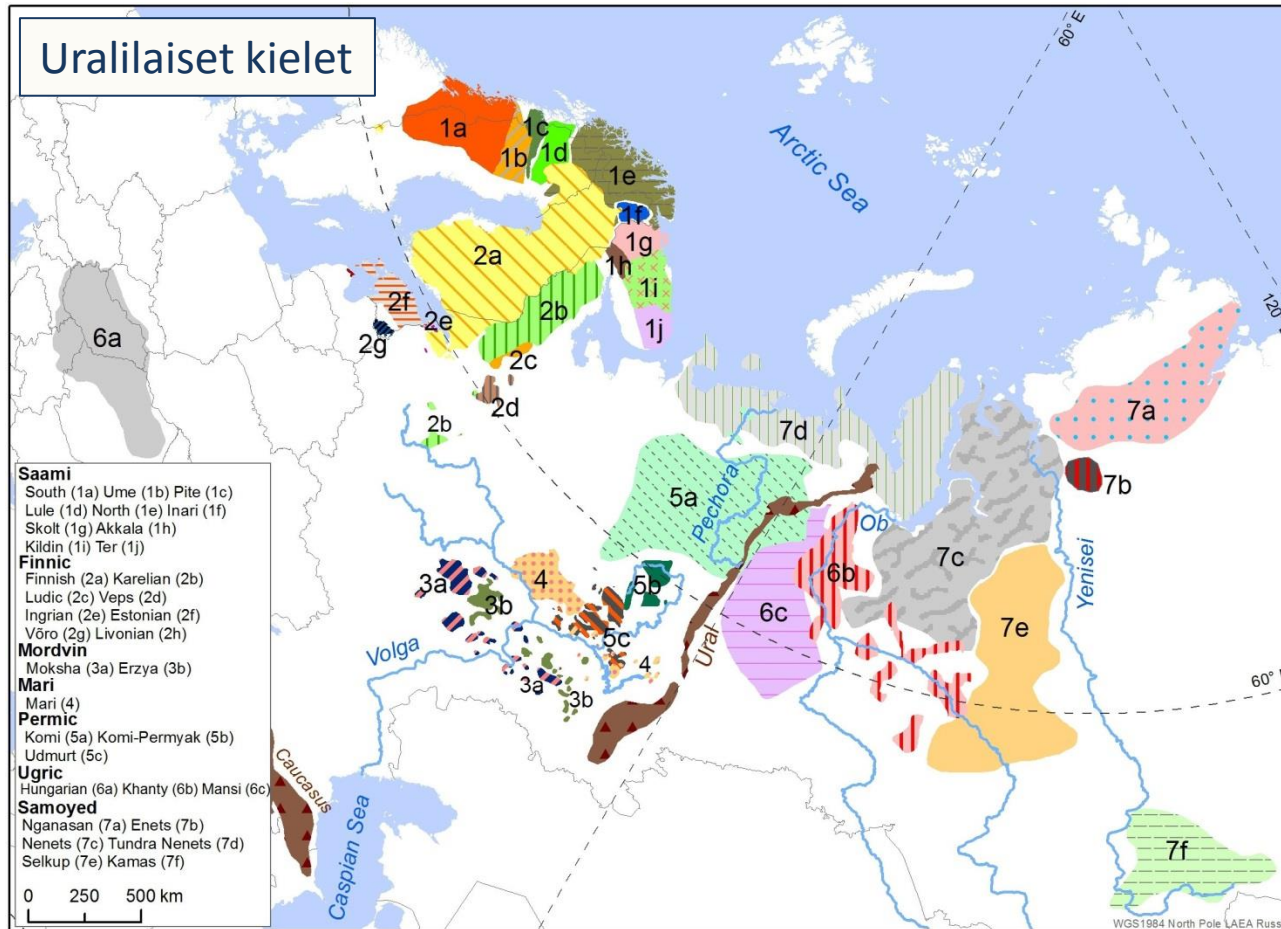 Uralilaiset kielet
60° E
Arctic Sea
120°
1a
1b
1c
1d
1e
1f
1g
1h
1i
1j
2a
2b
2c
2d
2e
2f
2g
2b
6a
7a
7b
7c
7d
7e
7f
5a
5b
5c
6b
6c
3a
3b
4
4
3a
3b
Pechora
Ob
Yenisei
Ural
Volga
Caucasus
Caspian Sea
60°
Saami
South (1a) Ume (1b) Pite (1c)
Lule (1d) North (1e) Inari (1f)
Skolt (1g) Akkala (1h)
Kildin (1i) Ter (1j)
Finnic
Finnish (2a) Karelian (2b)
Ludic (2c) Veps (2d)
Ingrian (2e) Estonian (2f)
Võro (2g) Livonian (2h)
Mordvin
Moksha (3a) Erzya (3b)
Mari
Mari (4)
Permic
Komi (5a) Komi-Permyak (5b)
Udmurt (5c)
Ugric
Hungarian (6a) Khanty (6b) Mansi (6c)
Samoyed
Nganasan (7a) Enets (7b)
Nenets (7c) Tundra Nenets (7d)
Selkup (7e) Kamas (7f)
0 250 500 km
WGS1984 North Pole LAEA Russ